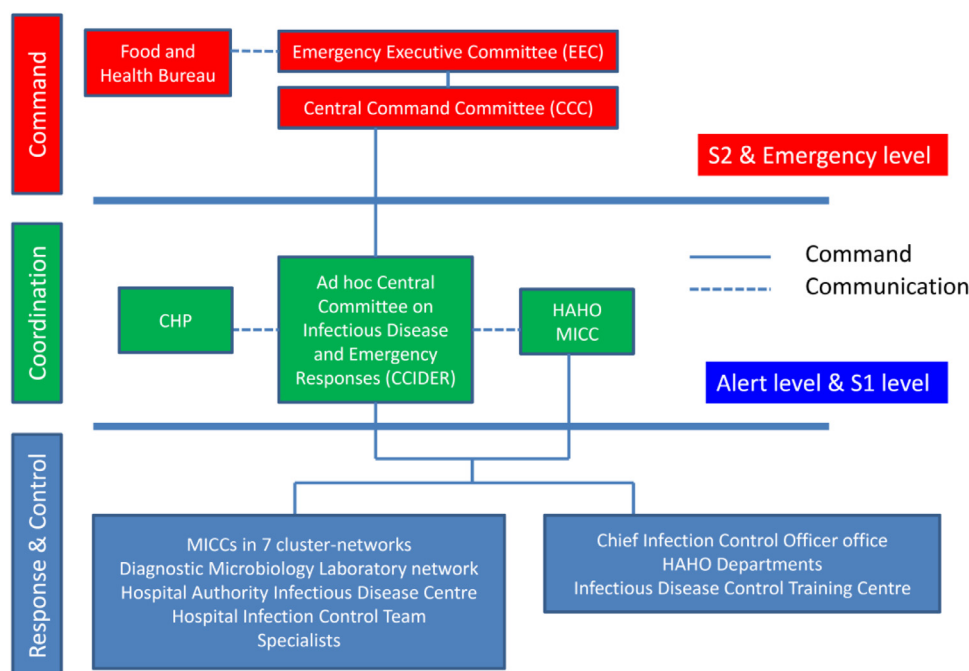 Command
Food and
Health Bureau
Emergency Executive Committee (EEC)
Central Command Committee (CCC)
S2 & Emergency level
Coordination
CHP
Ad hoc Central
Committee on
Infectious Disease
and Emergency
Responses (CCIDER)
HAHO
MICC
Command
Communication
Alert level & S1 level
Response & Control
MICCs in 7 cluster-networks
Diagnostic Microbiology Laboratory network
Hospital Authority Infectious Disease Centre
Hospital Infection Control Team
Specialists
Chief Infection Control Officer office
HAHO Departments
Infectious Disease Control Training Centre